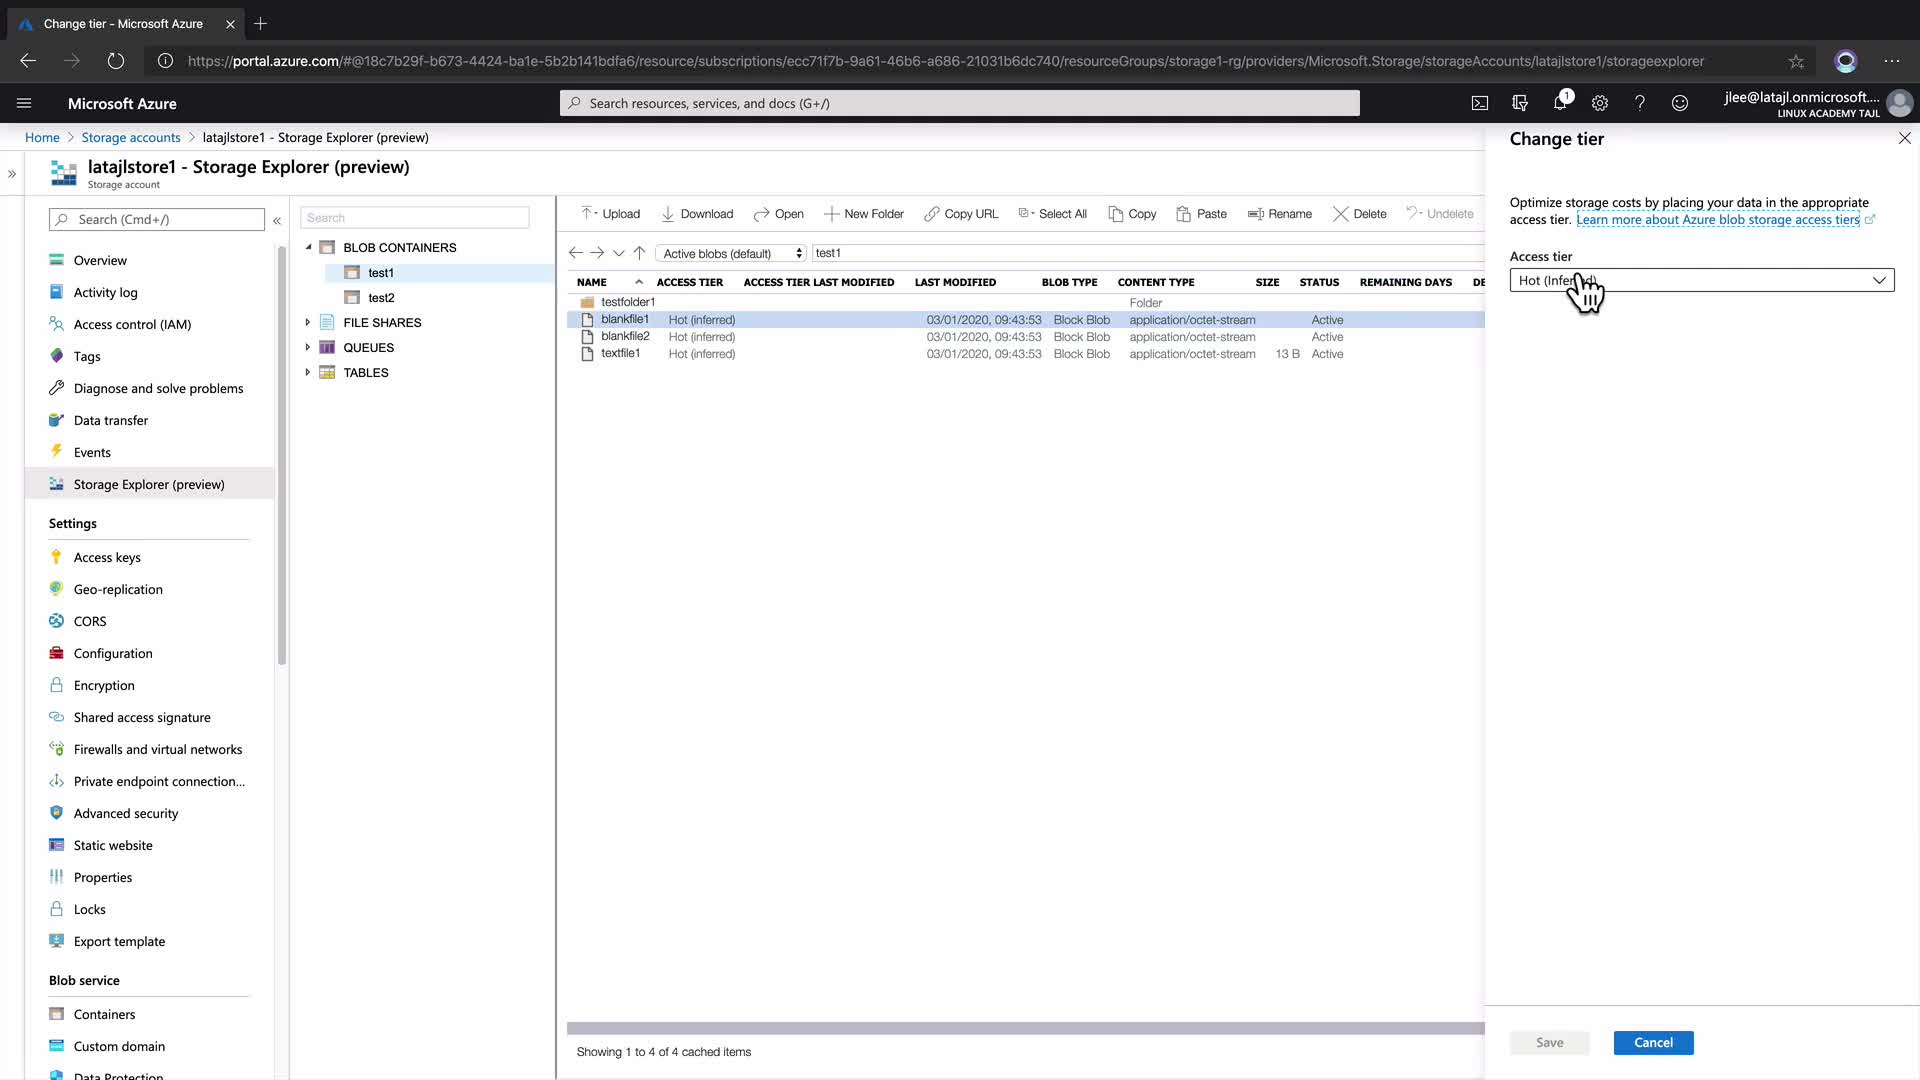 Change tier - Microsoft Azure
https://portal.azure.com/#@18c7b29f-b673-4424-ba1e-5b2b141bdfa6/resource/subscriptions/ecc71f7b-9a61-46b6-a686-21031b6dc740/resourceGroups/storage1-rg/providers/Microsoft.Storage/storageAccounts/latajlstore1/storageexplorer
Microsoft Azure
Search resources, services, and docs (G+/)
1
jlee@latajl.onmicrosoft....
LINUX ACADEMY TAJL
Home > Storage accounts > latajlstore1 - Storage Explorer (preview)
latajlstore1 - Storage Explorer (preview)
Storage account
Search (Cmd+/)
Overview
Activity log
Access control (IAM)
Tags
Diagnose and solve problems
Data transfer
Events
Storage Explorer (preview)
Settings
Access keys
Geo-replication
CORS
Configuration
Encryption
Shared access signature
Firewalls and virtual networks
Private endpoint connection...
Advanced security
Static website
Properties
Locks
Export template
Blob service
Containers
Custom domain
Data Protection
Search
BLOB CONTAINERS
test1
test2
FILE SHARES
QUEUES
TABLES
Upload Download Open New Folder Copy URL Select All Copy Paste Rename Delete Undelete
Active blobs (default) test1
NAME ACCESS TIER ACCESS TIER LAST MODIFIED LAST MODIFIED BLOB TYPE CONTENT TYPE SIZE STATUS REMAINING DAYS DE
testfolder1 Folder
blankfile1 Hot (inferred) 03/01/2020, 09:43:53 Block Blob application/octet-stream Active
blankfile2 Hot (inferred) 03/01/2020, 09:43:53 Block Blob application/octet-stream Active
textfile1 Hot (inferred) 03/01/2020, 09:43:53 Block Blob application/octet-stream 13 B Active
Showing 1 to 4 of 4 cached items
Change tier
Optimize storage costs by placing your data in the appropriate
access tier. Learn more about Azure blob storage access tiers
Access tier
Hot (Inferred)
Save
Cancel